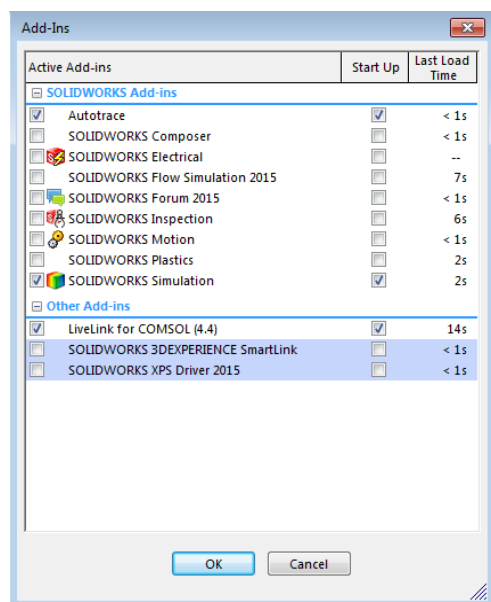 Add-Ins
Active Add-ins Start Up Last Load Time
SOLIDWORKS Add-ins
Autotrace < 1s
SOLIDWORKS Composer < 1s
SOLIDWORKS Electrical --
SOLIDWORKS Flow Simulation 2015 7s
SOLIDWORKS Forum 2015 < 1s
SOLIDWORKS Inspection 6s
SOLIDWORKS Motion < 1s
SOLIDWORKS Plastics 2s
SOLIDWORKS Simulation 2s
Other Add-ins
LiveLink for COMSOL (4.4) 14s
SOLIDWORKS 3DEXPERIENCE SmartLink < 1s
SOLIDWORKS XPS Driver 2015 < 1s
OK Cancel